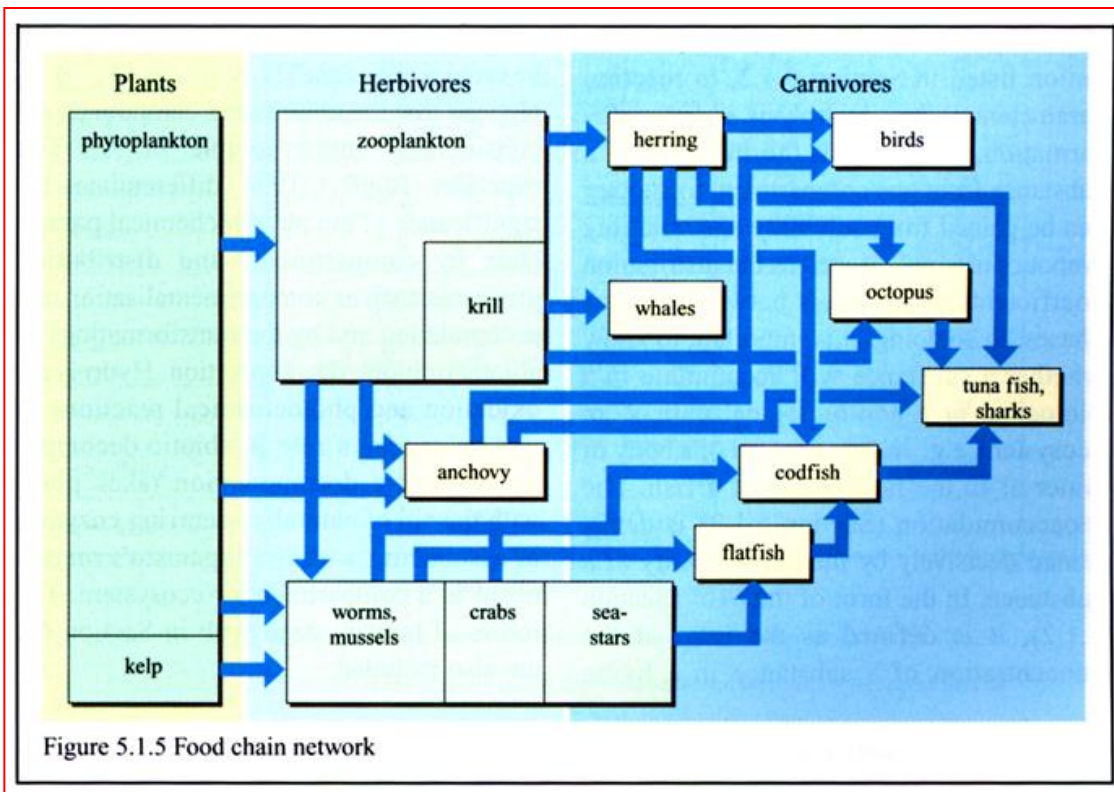 Plants
Herbivores
Carnivores
phytoplankton
zooplankton
herring
birds
krill
whales
octopus
tuna fish,
sharks
anchovy
codfish
flatfish
worms,
mussels
crabs
sea-
stars
kelp
Figure 5.1.5 Food chain network